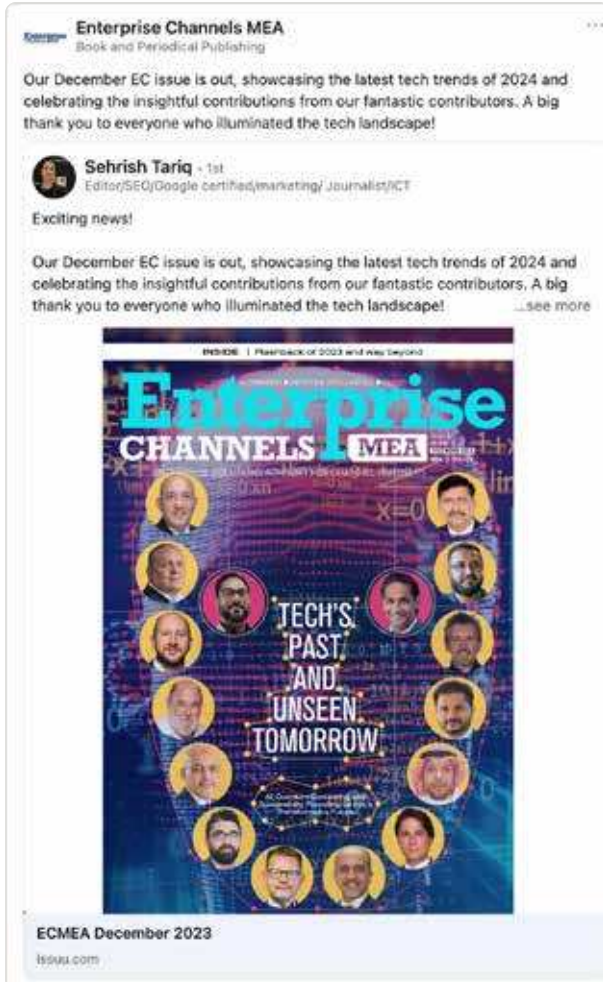 Enterprise Channels MEA
Book and Periodical Publishing
Our December EC issue is out, showcasing the latest tech trends of 2024 and
celebrating the insightful contributions from our fantastic contributors. A big
thank you to everyone who illuminated the tech landscape!
Sehrish Tariq • 1st
Editor/SEO/Google certified/marketing/ Journalist/ICT
Exciting news!
Our December EC issue is out, showcasing the latest tech trends of 2024 and
celebrating the insightful contributions from our fantastic contributors. A big
thank you to everyone who illuminated the tech landscape! ...see more
INSIDE | Flashback of 2023 and way beyond
Enterprise
CHANNELS MEA
x=0
TECH'S
PAST
AND
UNSEEN
TOMORROW
ECMEA December 2023
issuu.com